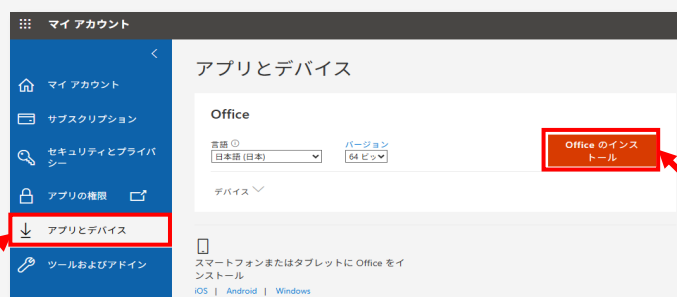 マイ アカウント
マイ アカウント
サブスクリプション
セキュリティとプライバ
シー
アプリの権限
アプリとデバイス
ツールおよびアドイン
アプリとデバイス
Office
言語
バージョン
日本語 (日本)
64 ビッ
Office のインス
トール
デバイス
スマートフォンまたはタブレットに Office をイ
ンストール
iOS | Android | Windows